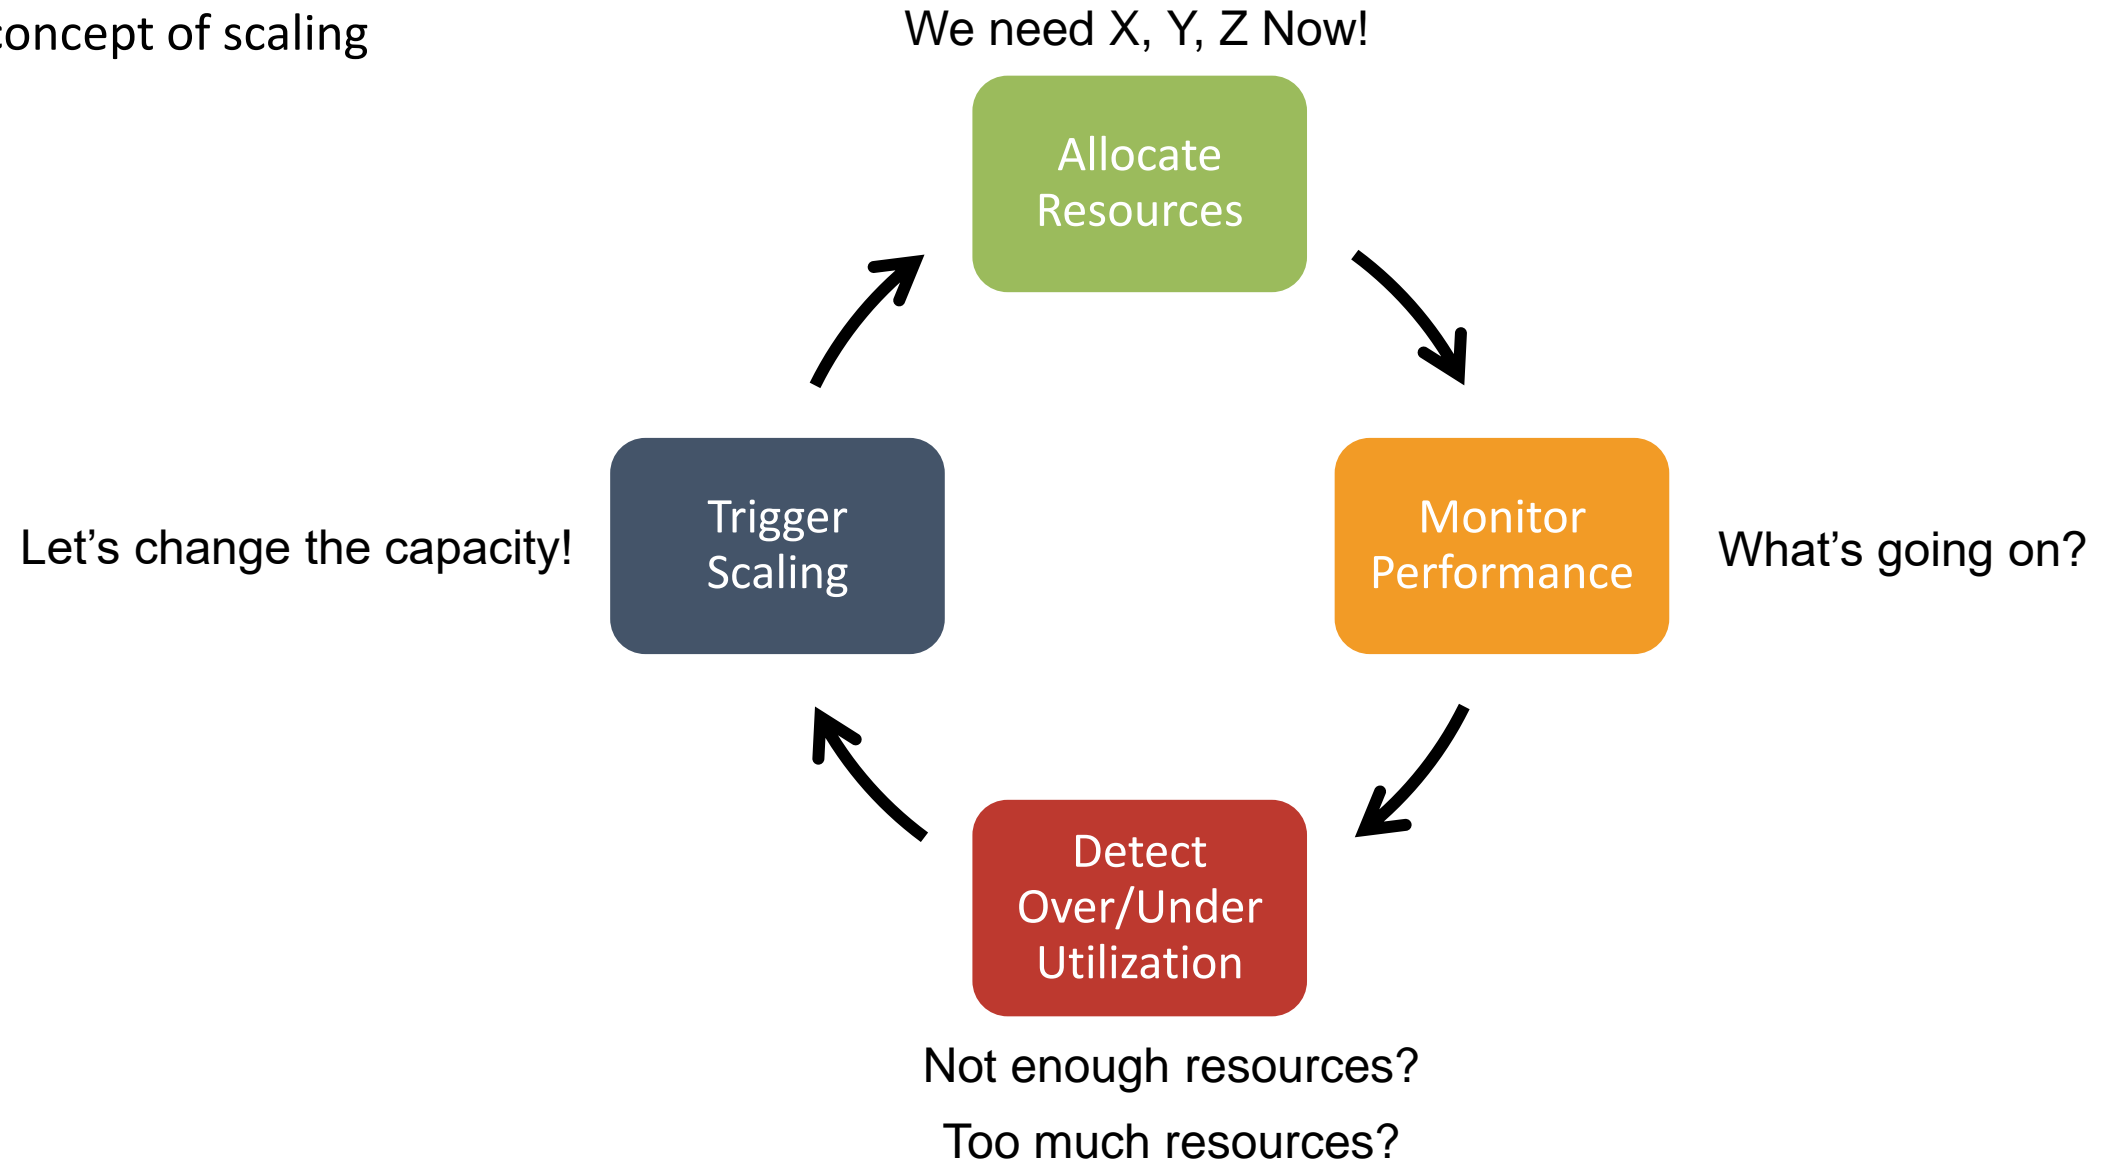 concept of scaling
We need X, Y, Z Now!
Allocate
Resources
Trigger
Scaling
Let’s change the capacity!
Monitor
Performance
What’s going on?
Detect
Over/Under
Utilization
Not enough resources?
Too much resources?